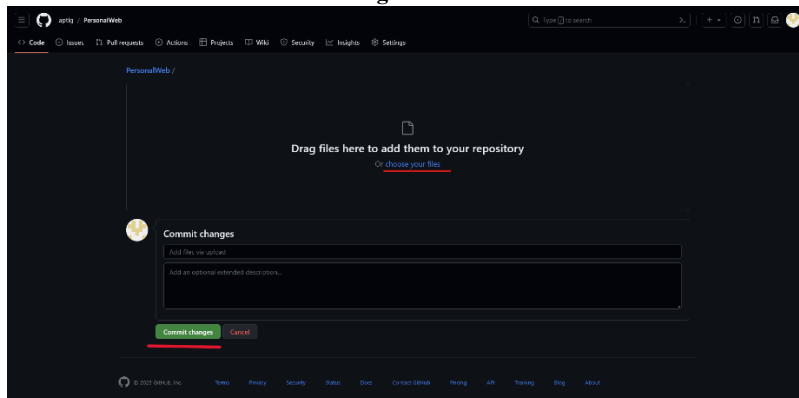 aptiq / PersonalWeb
Type / to search
Code Issues Pull requests Actions Projects Wiki Security Insights Settings
PersonalWeb /
Drag files here to add them to your repository
Or choose your files
Commit changes
Add files via upload
Add an optional extended description...
Commit changes Cancel
© 2023 GitHub, Inc. Terms Privacy Security Status Docs Contact GitHub Pricing API Training Blog About